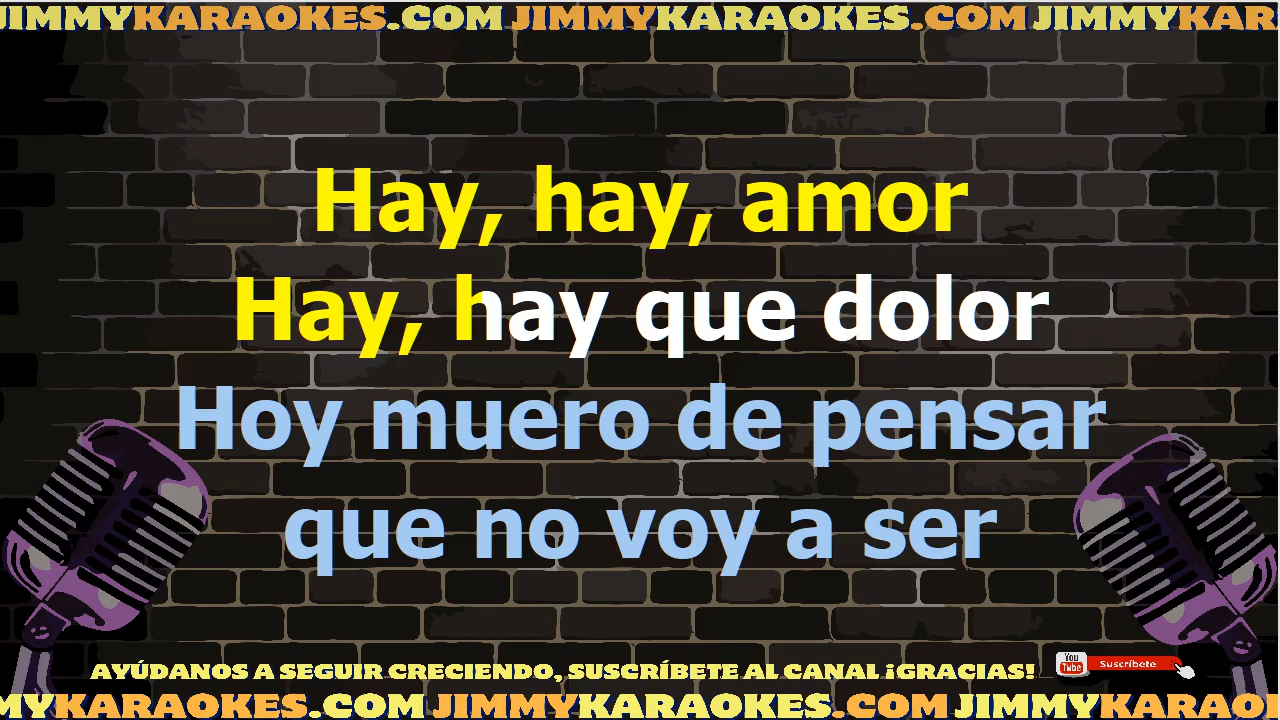 JIMMYKARAOKES.COM JIMMYKARAOKES.COM JIMMYKAR
Hay, hay, amor
Hay, hay que dolor
Hoy muero de pensar
que no voy a ser
AYÚDANOS A SEGUIR CRECIENDO, SUSCRÍBETE AL CANAL ¡GRACIAS!
You Tube Suscríbete
MYKARAOKES.COM JIMMYKARAOKES.COM JIMMYKARAO